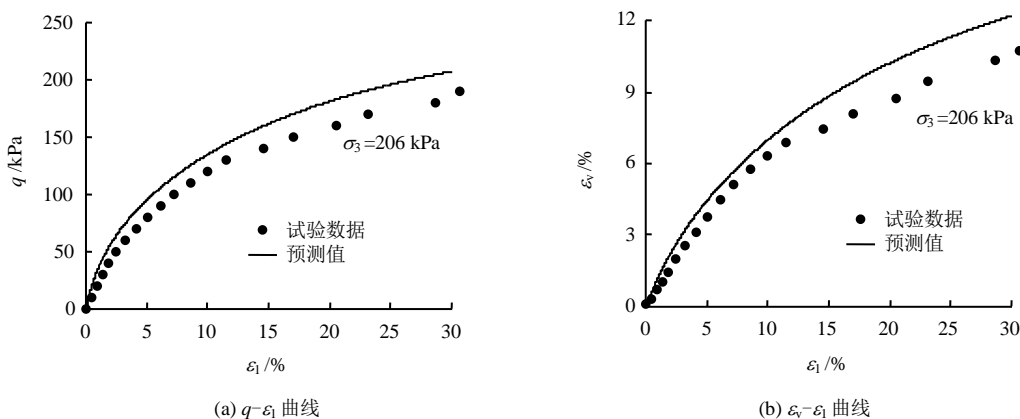 250
200
150
100
50
0
q /kPa
σ₃=206 kPa
试验数据
预测值
0 5 10 15 20 25 30
ε₁ /%
(a) q-ε₁ 曲线
12
9
6
3
0
εᵥ/%
σ₃=206 kPa
试验数据
预测值
0 5 10 15 20 25 30
ε₁ /%
(b) εᵥ-ε₁ 曲线